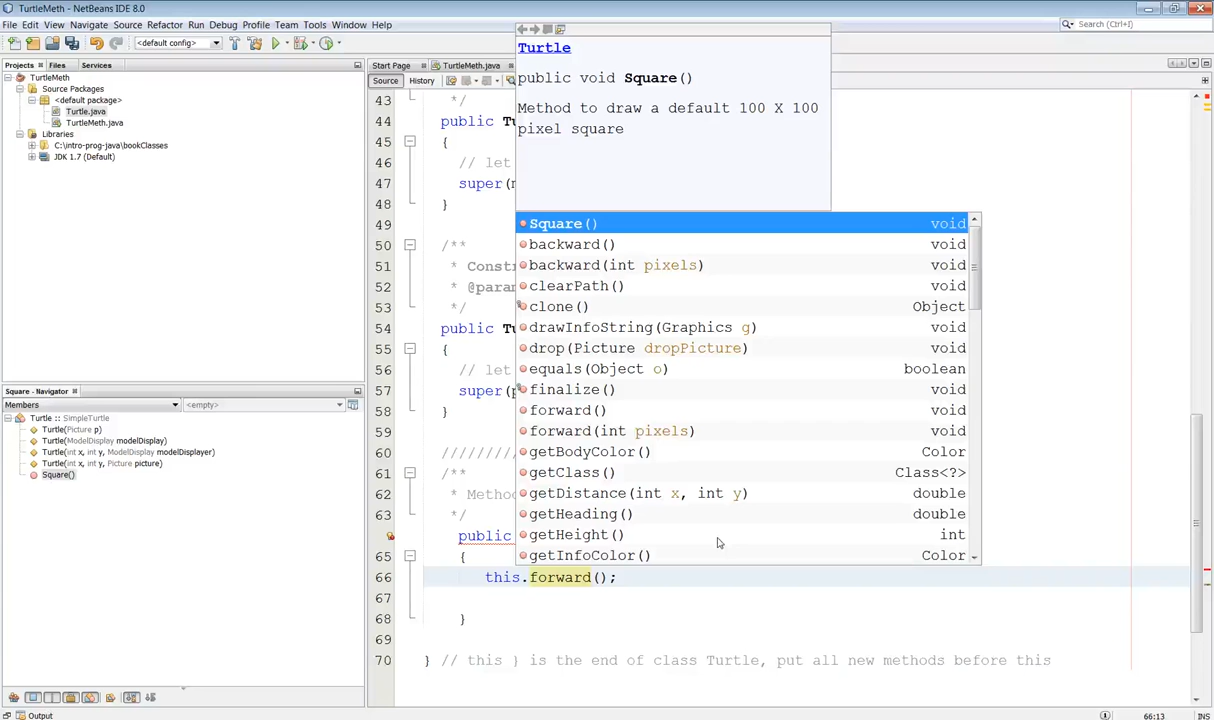 TurtleMeth - NetBeans IDE 8.0
File Edit View Navigate Source Refactor Run Debug Profile Team Tools Window Help
Search (Ctrl+I)
<default config>
Projects Files Services
TurtleMeth
Source Packages
<default package>
Turtle.java
TurtleMeth.java
Libraries
C:\intro-prog-java\bookClasses
JDK 1.7 (Default)
Square - Navigator
Members <empty>
Turtle :: SimpleTurtle
Turtle(Picture p)
Turtle(ModelDisplay modelDisplay)
Turtle(int x, int y, ModelDisplay modelDisplayer)
Turtle(int x, int y, Picture picture)
Square()
Output
Start Page TurtleMeth.java
Source History
Turtle
public void Square()
Method to draw a default 100 X 100
pixel square
43 */
44 public Tu
45 {
46 // let
47 super(m
48 }
49
50 /**
51 * Constr
52 * @param
53 */
54 public Tu
55 {
56 // let
57 super(p
58 }
59
60 /////////
61 /**
62 * Metho
63 */
public
65 {
66 this.forward();
67
68 }
69
70 } // this } is the end of class Turtle, put all new methods before this
Square() void
backward() void
backward(int pixels) void
clearPath() void
clone() Object
drawInfoString(Graphics g) void
drop(Picture dropPicture) void
equals(Object o) boolean
finalize() void
forward() void
forward(int pixels) void
getBodyColor() Color
getClass() Class<?>
getDistance(int x, int y) double
getHeading() double
getHeight() int
getInfoColor() Color
66:13 INS